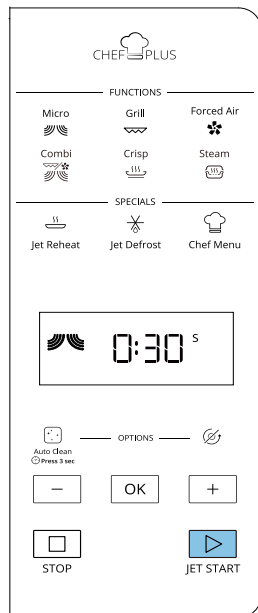 CHEF PLUS
FUNCTIONS
Micro Grill Forced Air
Combi Crisp Steam
SPECIALS
Jet Reheat Jet Defrost Chef Menu
0:30 S
OPTIONS
Auto Clean
Press 3 sec
− OK +
STOP JET START